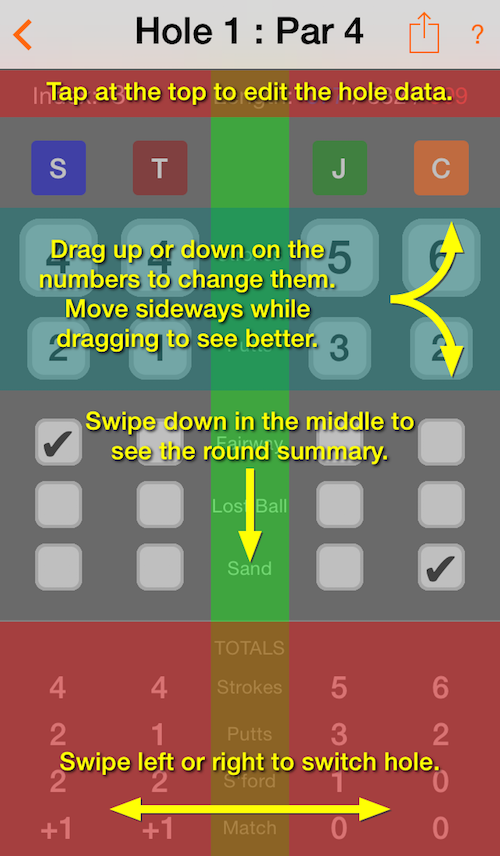 Hole 1 : Par 4 ?
Tap at the top to edit the hole data.
S T J C
4 4 5 6
Drag up or down on the
numbers to change them.
Move sideways while
dragging to see better.
2 1 Putts 3 2
Swipe down in the middle to
see the round summary.
Fairway
Lost Ball
Sand
TOTALS
4 4 Strokes 5 6
2 1 Putts 3 2
Swipe left or right to switch hole.
2 2 S'ford 1 0
+1 +1 Match 0 0